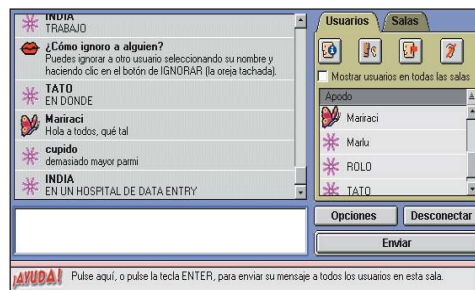 INDIA
TRABAJO
¿Cómo ignoro a alguien?
Puedes ignorar a otro usuario seleccionando su nombre y
haciendo clic en el botón de IGNORAR (la oreja tachada).
TATO
EN DONDE
Mariraci
Hola a todos, qué tal
cupido
demasiado mayor parmi
INDIA
EN UN HOSPITAL DE DATA ENTRY
Usuarios
Salas
Mostrar usuarios en todas las salas
Apodo
Mariraci
Marlu
ROLO
TATO
Opciones
Desconectar
Enviar
¡AYUDA!
Pulse aquí, o pulse la tecla ENTER, para enviar su mensaje a todos los usuarios en esta sala.